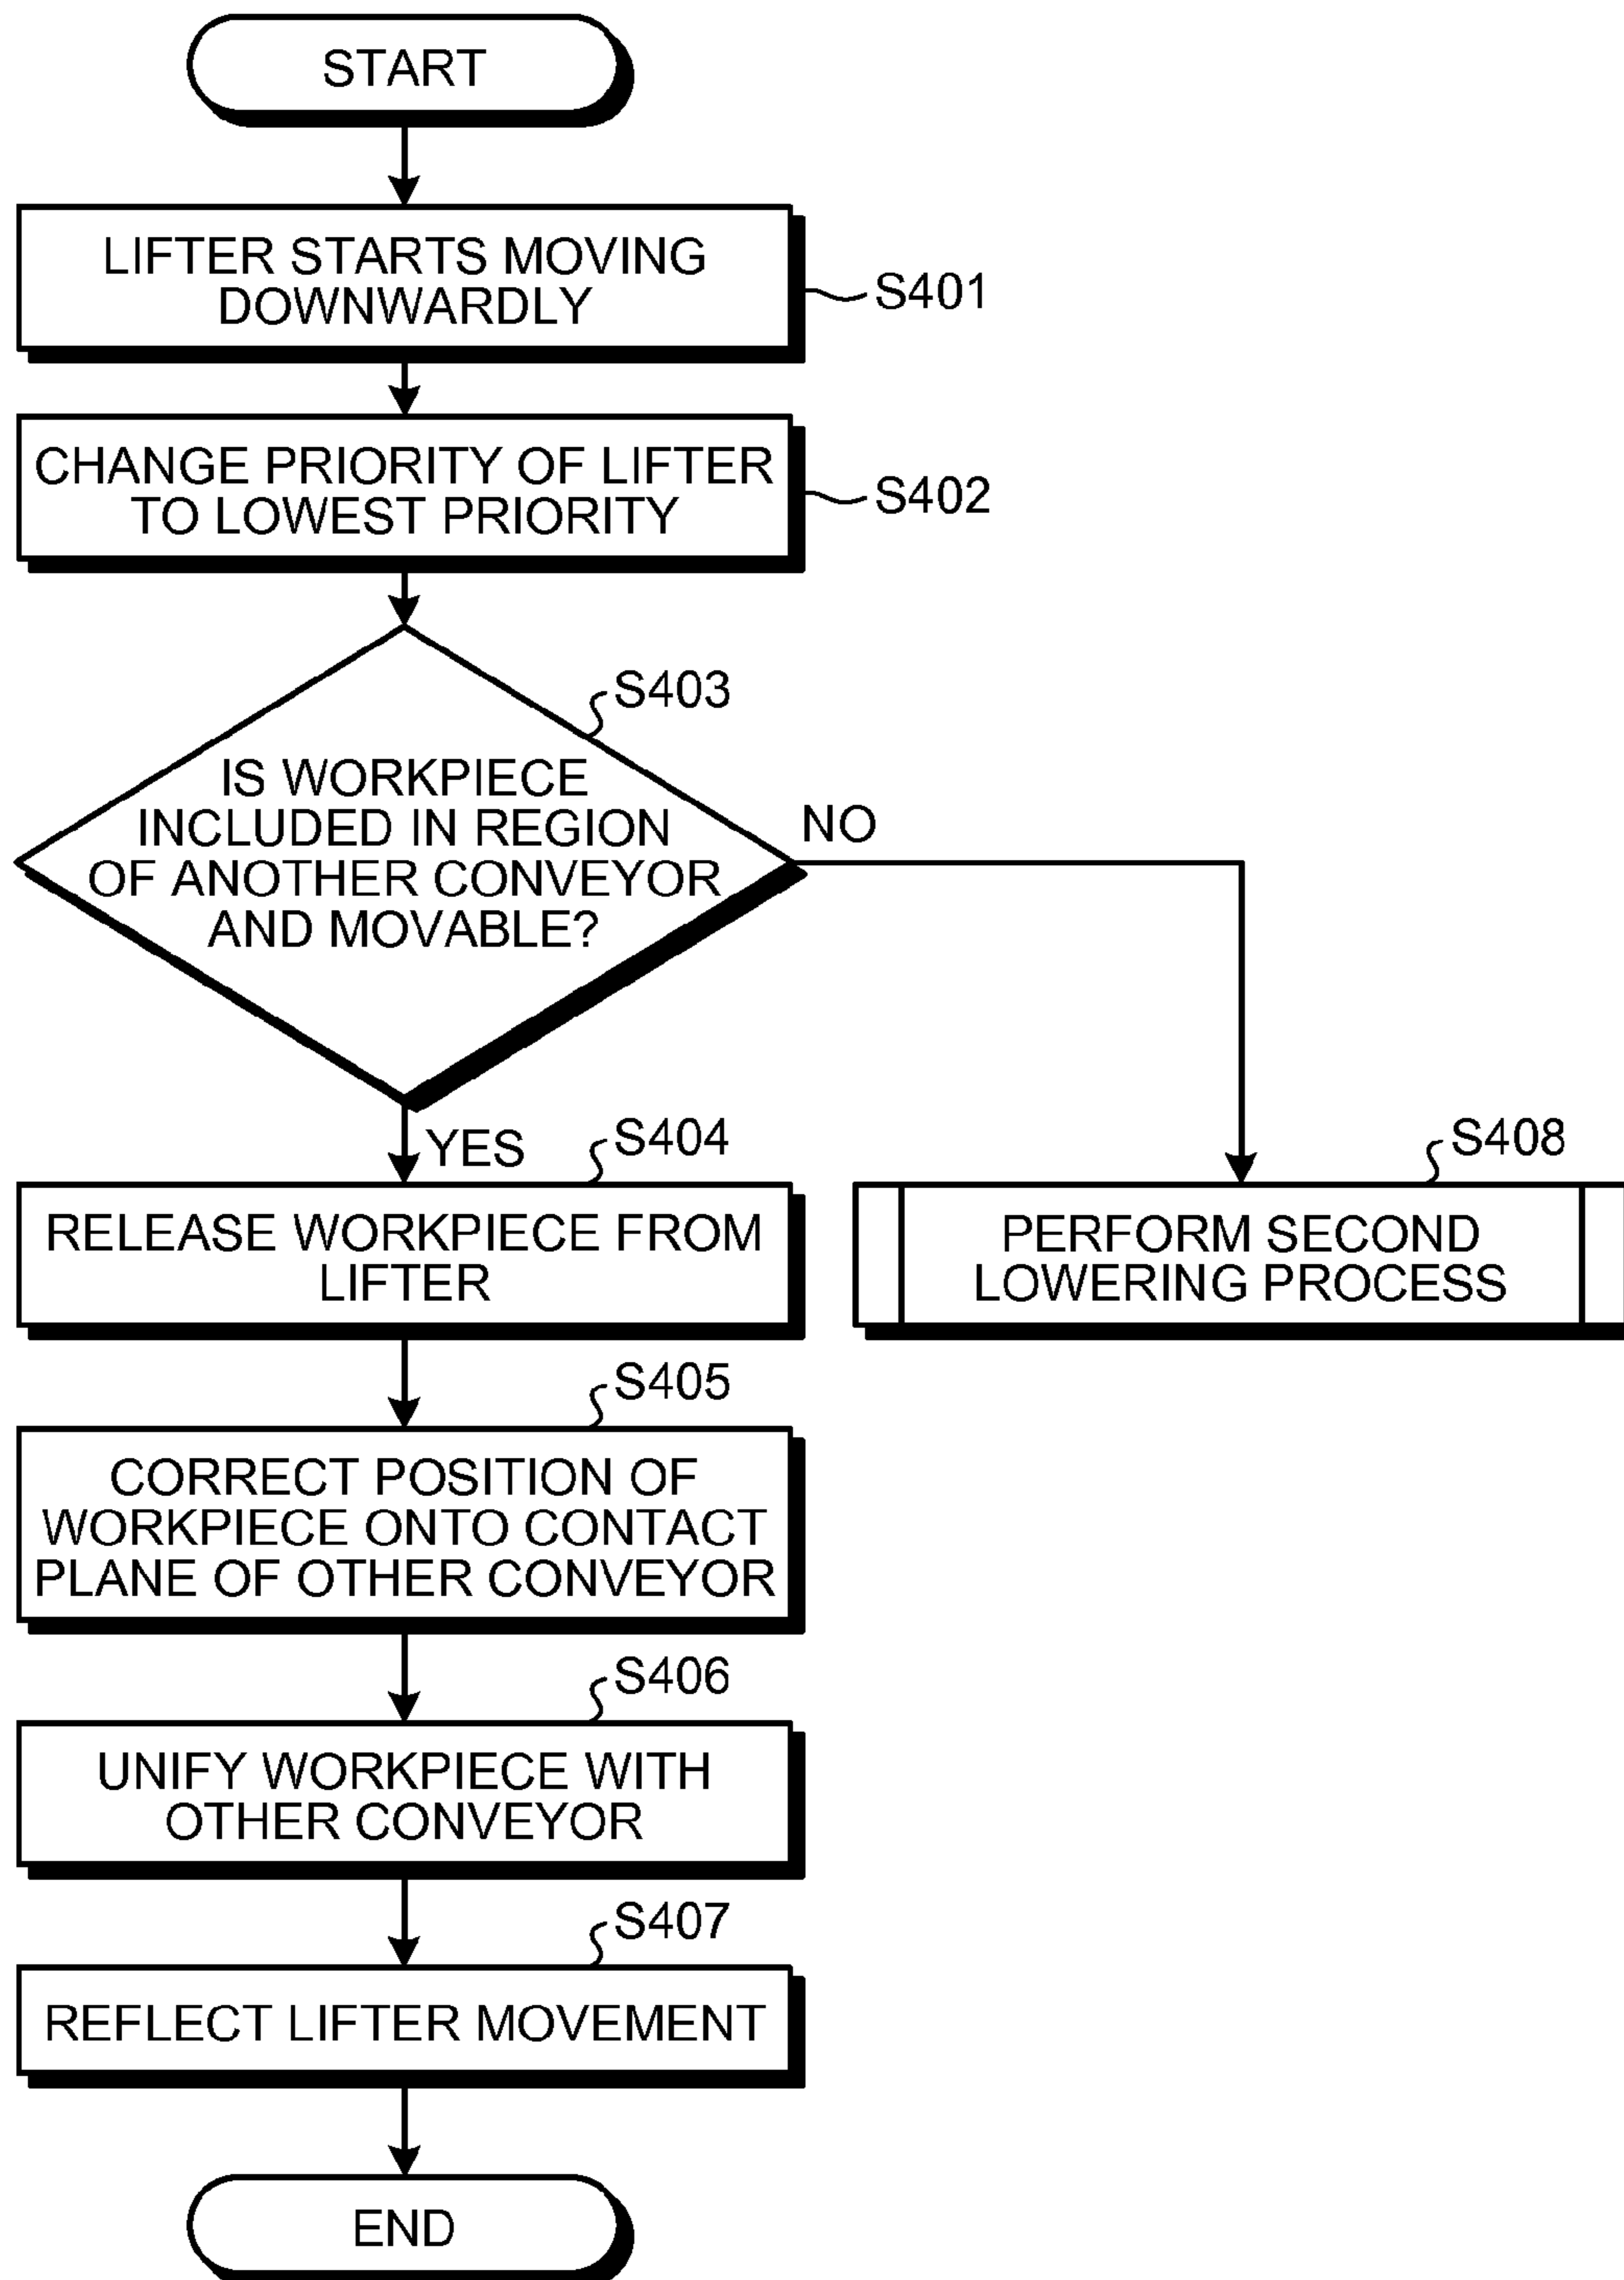 START
LIFTER STARTS MOVING
DOWNWARDLY
S401
CHANGE PRIORITY OF LIFTER
TO LOWEST PRIORITY
S402
S403
IS WORKPIECE
INCLUDED IN REGION
OF ANOTHER CONVEYOR
AND MOVABLE?
NO
YES
S404
RELEASE WORKPIECE FROM
LIFTER
S408
PERFORM SECOND
LOWERING PROCESS
S405
CORRECT POSITION OF
WORKPIECE ONTO CONTACT
PLANE OF OTHER CONVEYOR
S406
UNIFY WORKPIECE WITH
OTHER CONVEYOR
S407
REFLECT LIFTER MOVEMENT
END